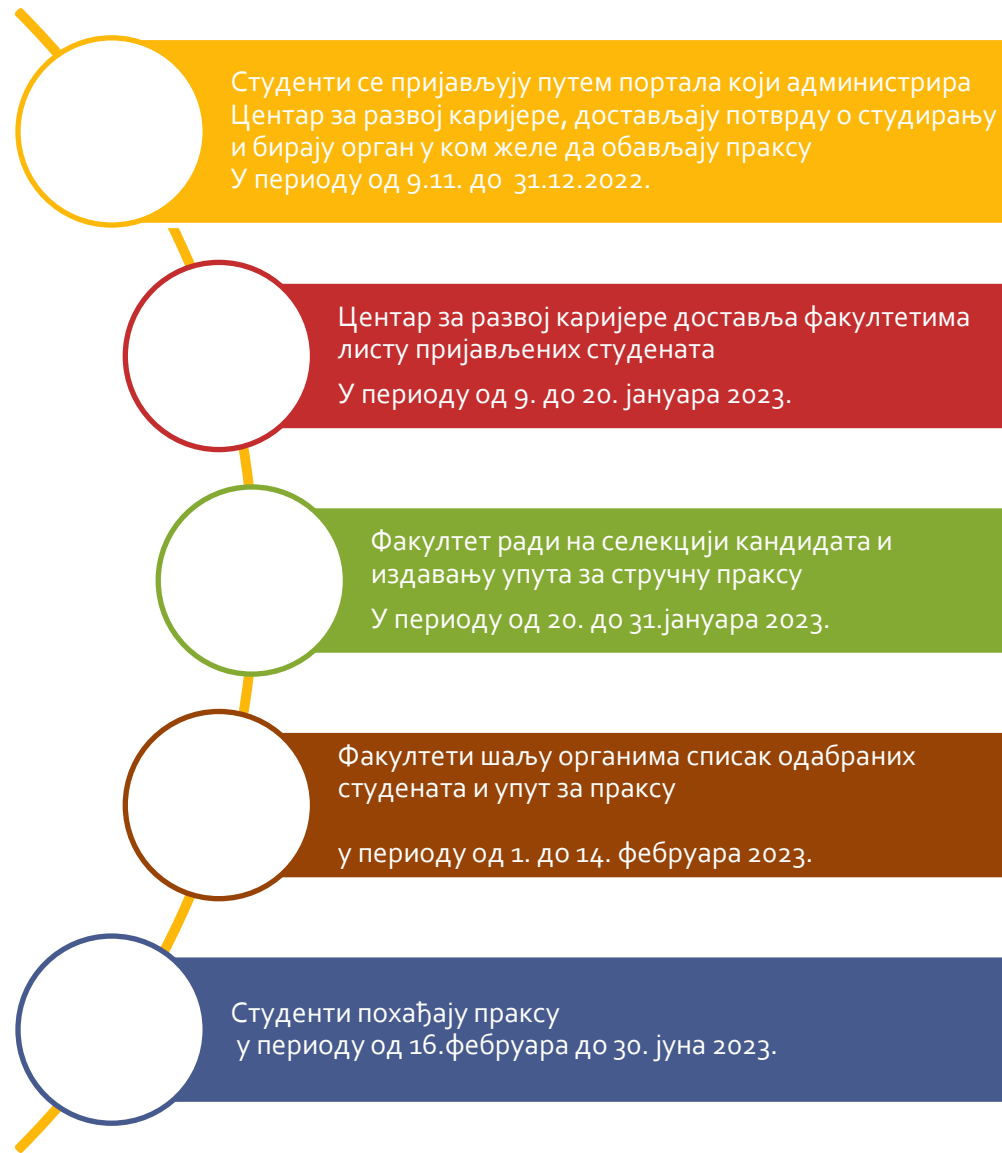 Студенти се пријављују путем портала који администрира
Центар за развој каријере, достављају потврду о студирању
и бирају орган у ком желе да обављају праксу
У периоду од 9.11. до 31.12.2022.
Центар за развој каријере доставља факултетима
листу пријављених студената
У периоду од 9. до 20. јануара 2023.
Факултет ради на селекцији кандидата и
издавању упута за стручну праксу
У периоду од 20. до 31.јануара 2023.
Факултети шаљу органима списак одабраних
студената и упут за праксу
у периоду од 1. до 14. фебруара 2023.
Студенти похађају праксу
у периоду од 16.фебруара до 30. јуна 2023.